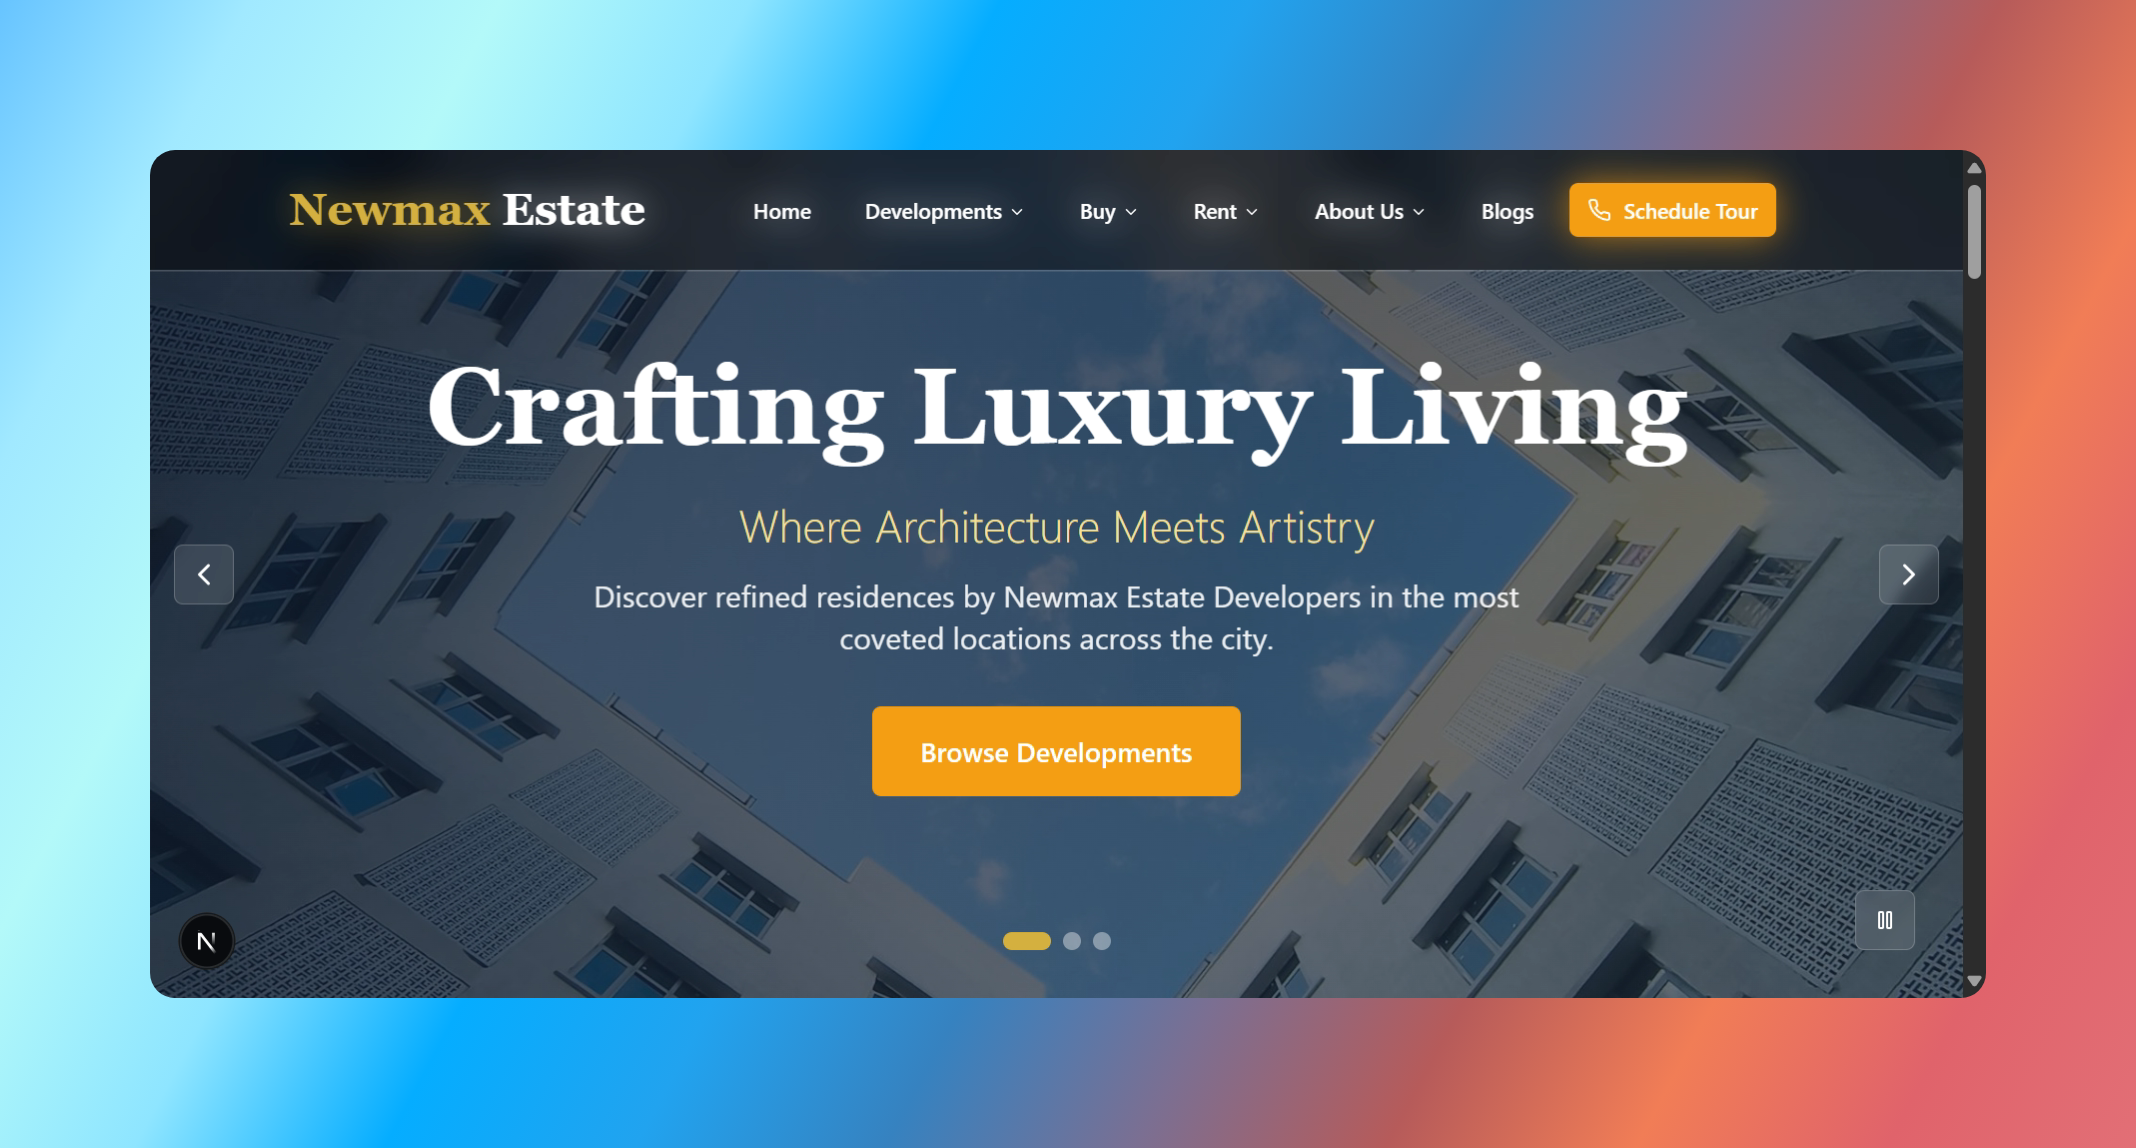 Newmax Estate
Home
Developments
Buy
Rent
About Us
Blogs
Schedule Tour
Crafting Luxury Living
Where Architecture Meets Artistry
Discover refined residences by Newmax Estate Developers in the most
coveted locations across the city.
Browse Developments
N